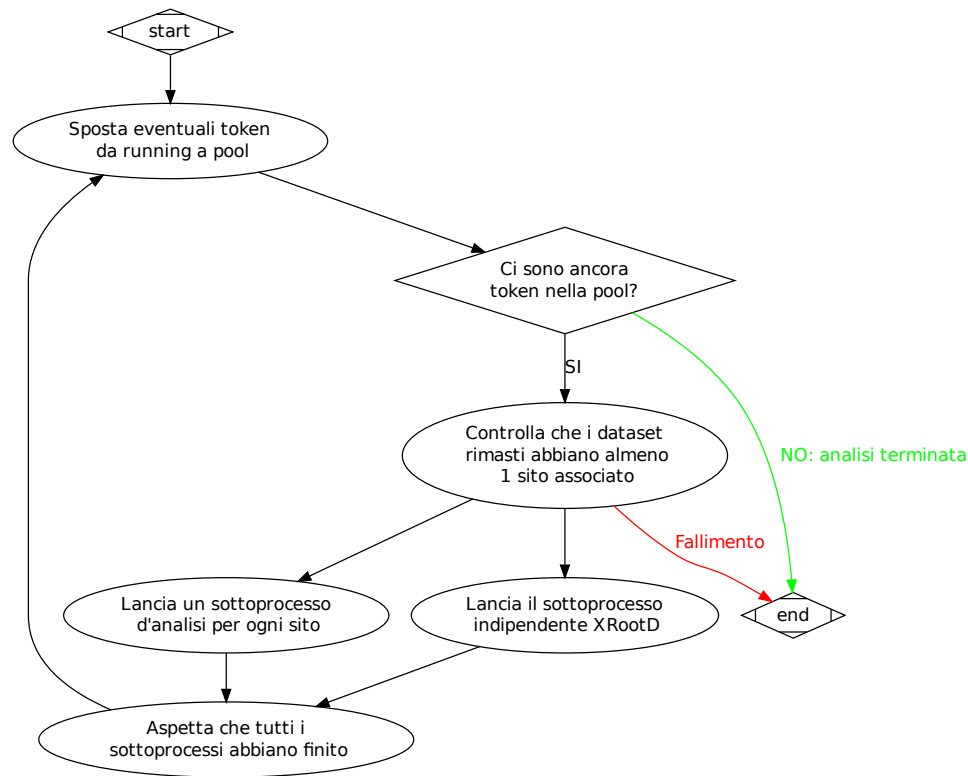 start
Sposta eventuali token
da running a pool
Ci sono ancora
token nella pool?
SI
Controlla che i dataset
rimasti abbiano almeno
1 sito associato
NO: analisi terminata
Fallimento
Lancia un sottoprocesso
d'analisi per ogni sito
Lancia il sottoprocesso
indipendente XRootD
end
Aspetta che tutti i
sottoprocessi abbiano finito